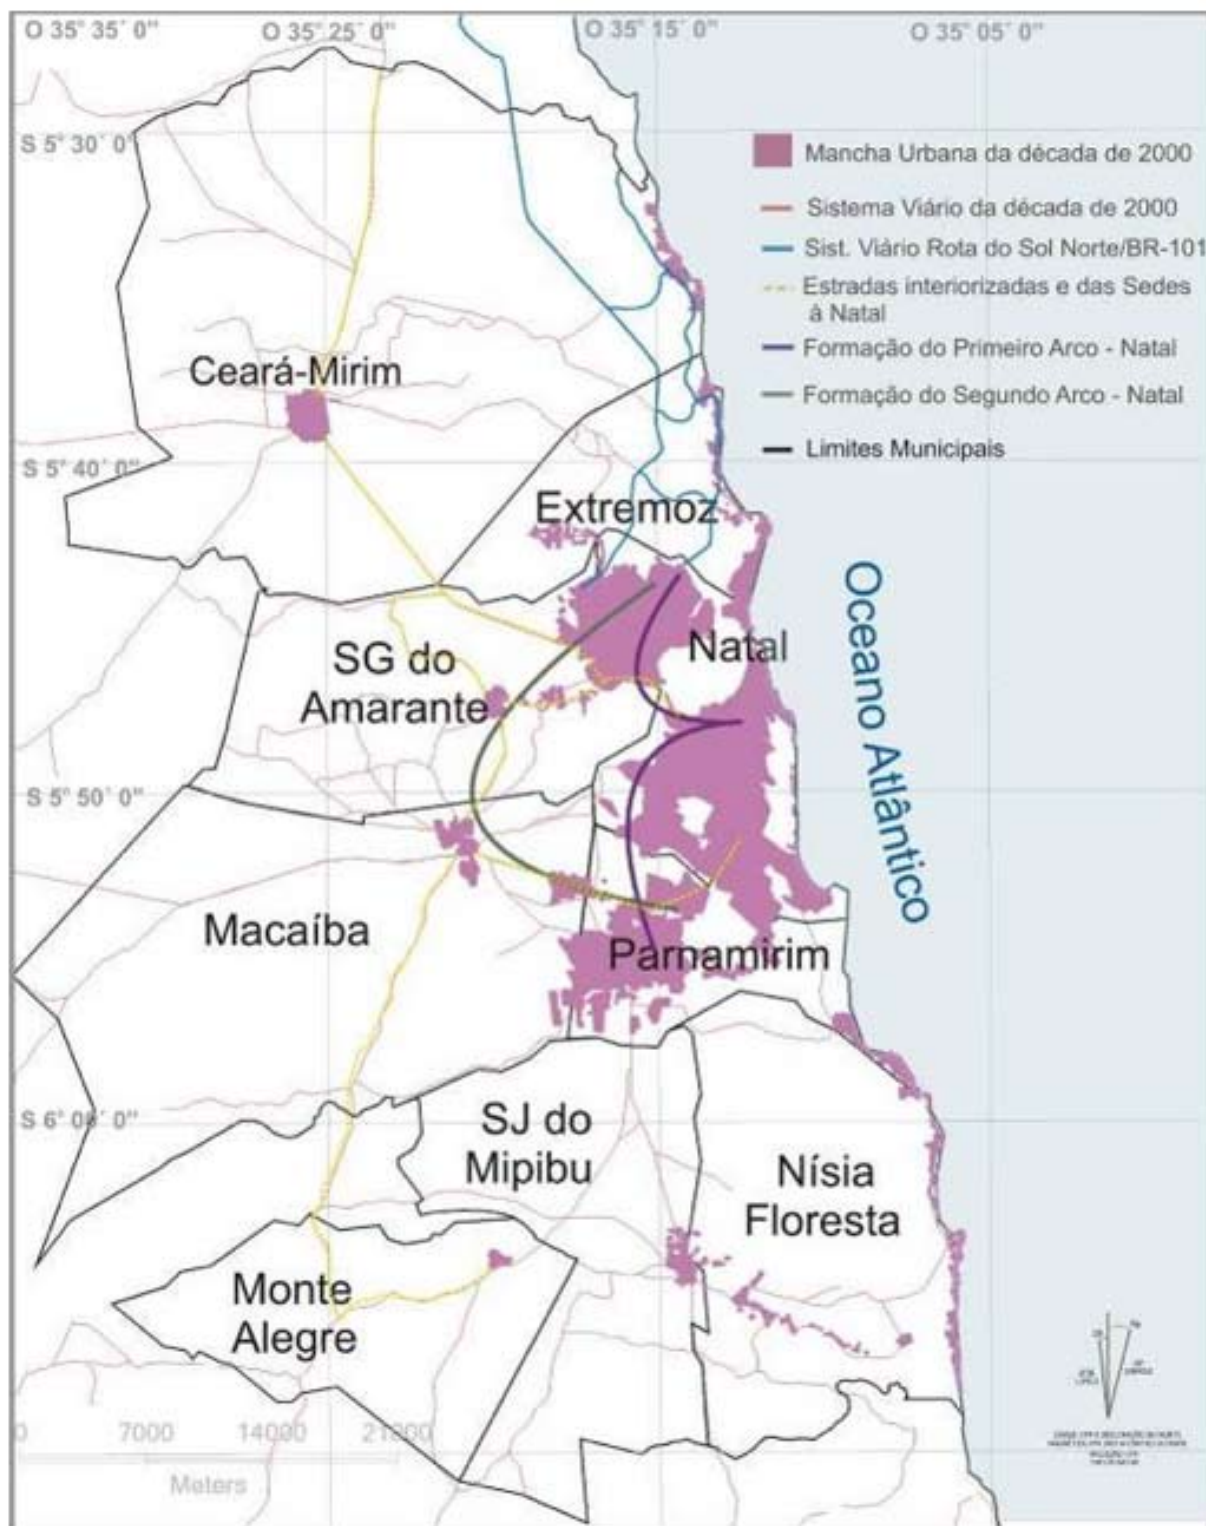 O 35° 35´ 0'' O 35° 25´ 0'' O 35° 15´ 0'' O 35° 05´ 0''
S 5° 30´ 0''
Mancha Urbana da década de 2000
Sistema Viário da década de 2000
Sist. Viário Rota do Sol Norte/BR-101
Estradas interiorizadas e das Sedes
à Natal
Formação do Primeiro Arco - Natal
Formação do Segundo Arco - Natal
Limites Municipais
Ceará-Mirim
S 5° 40´ 0''
Extremoz
Oceano Atlântico
Natal
SG do
Amarante
S 5° 50´ 0''
Macaíba
Parnamirim
S 6° 00´ 0''
SJ do
Mipibu
Nísia
Floresta
Monte
Alegre
0 7000 14000 21000
Meters